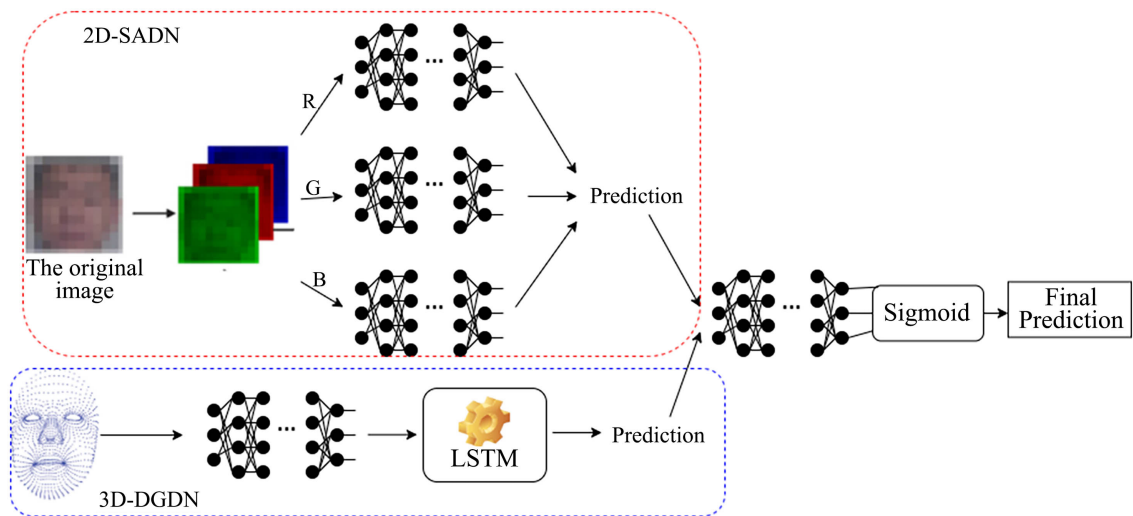 2D-SADN
R
G
B
The original
image
Prediction
Sigmoid
Final
Prediction
LSTM
Prediction
3D-DGDN